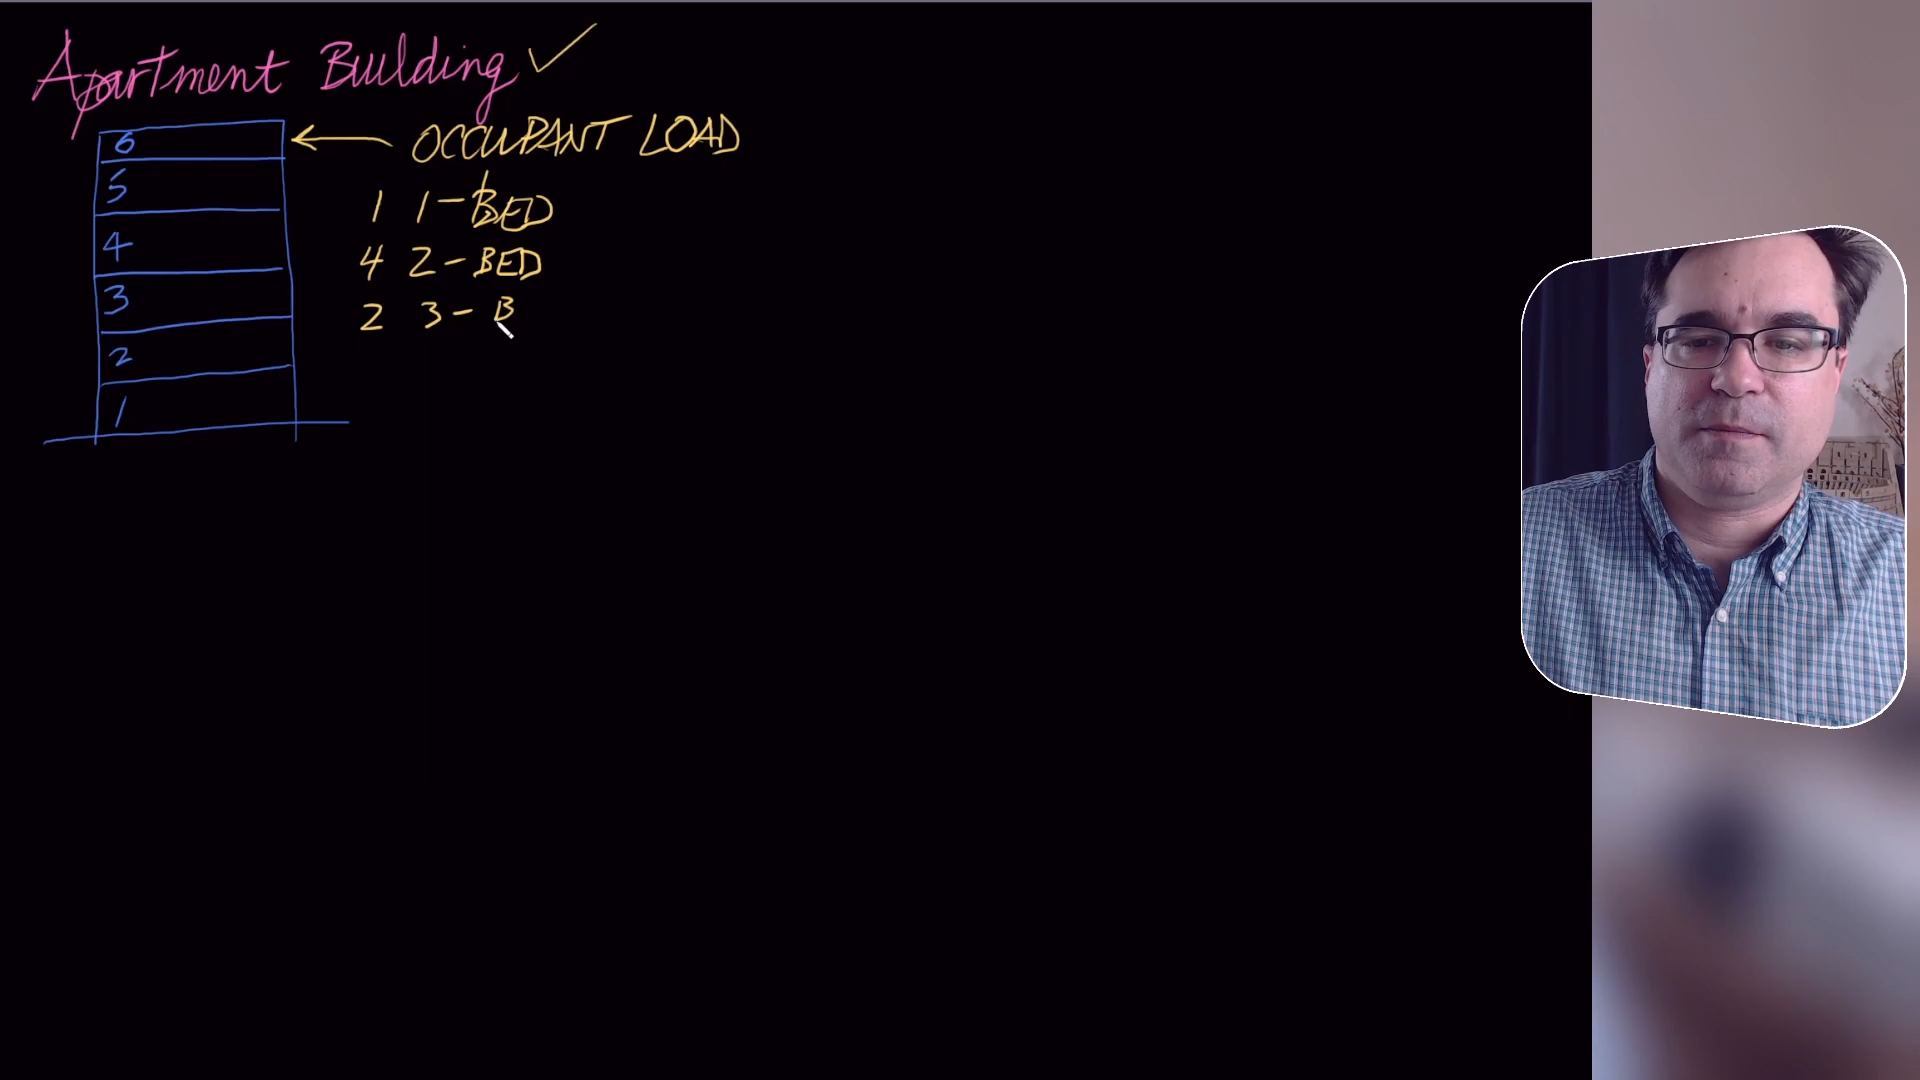 Apartment Building ✓
6 ← OCCUPANT LOAD
5
1 1-BED
4
4 2-BED
3
2 3-B
2
1